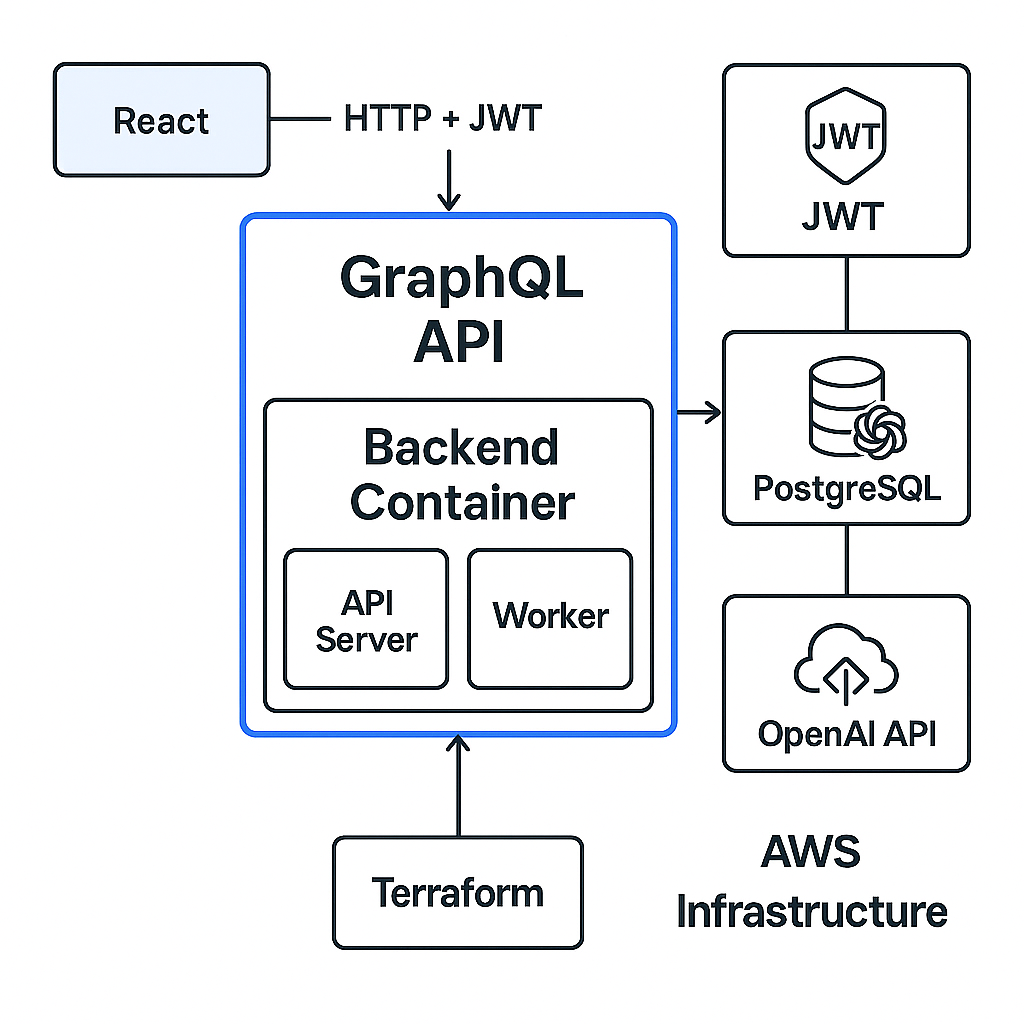 React
HTTP + JWT
JWT
JWT
GraphQL
API
Backend
Container
API
Server
Worker
PostgreSQL
OpenAI API
Terraform
AWS
Infrastructure